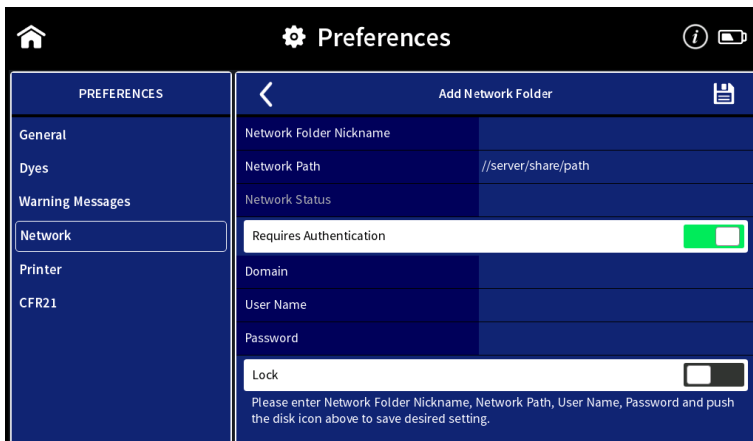 Preferences
i
PREFERENCES
Add Network Folder
General
Dyes
Warning Messages
Network
Printer
CFR21
Network Folder Nickname
Network Path
//server/share/path
Network Status
Requires Authentication
Domain
User Name
Password
Lock
Please enter Network Folder Nickname, Network Path, User Name, Password and push
the disk icon above to save desired setting.